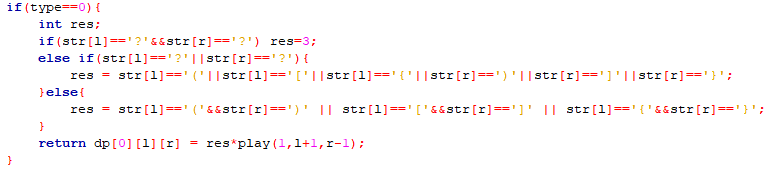 if(type==0){
    int res;
    if(str[l]=='?'&&str[r]=='?') res=3;
    else if(str[l]=='?'||str[r]=='?'){
        res = str[l]=='('||str[l]=='['||str[l]=='{'||str[r]==')'||str[r]==']'||str[r]=='}';
    }else{
        res = str[l]=='('&&str[r]==')' || str[l]=='['&&str[r]==']' || str[l]=='{'&&str[r]=='}';
    }
    return dp[0][l][r] = res*play(1,l+1,r-1);
}